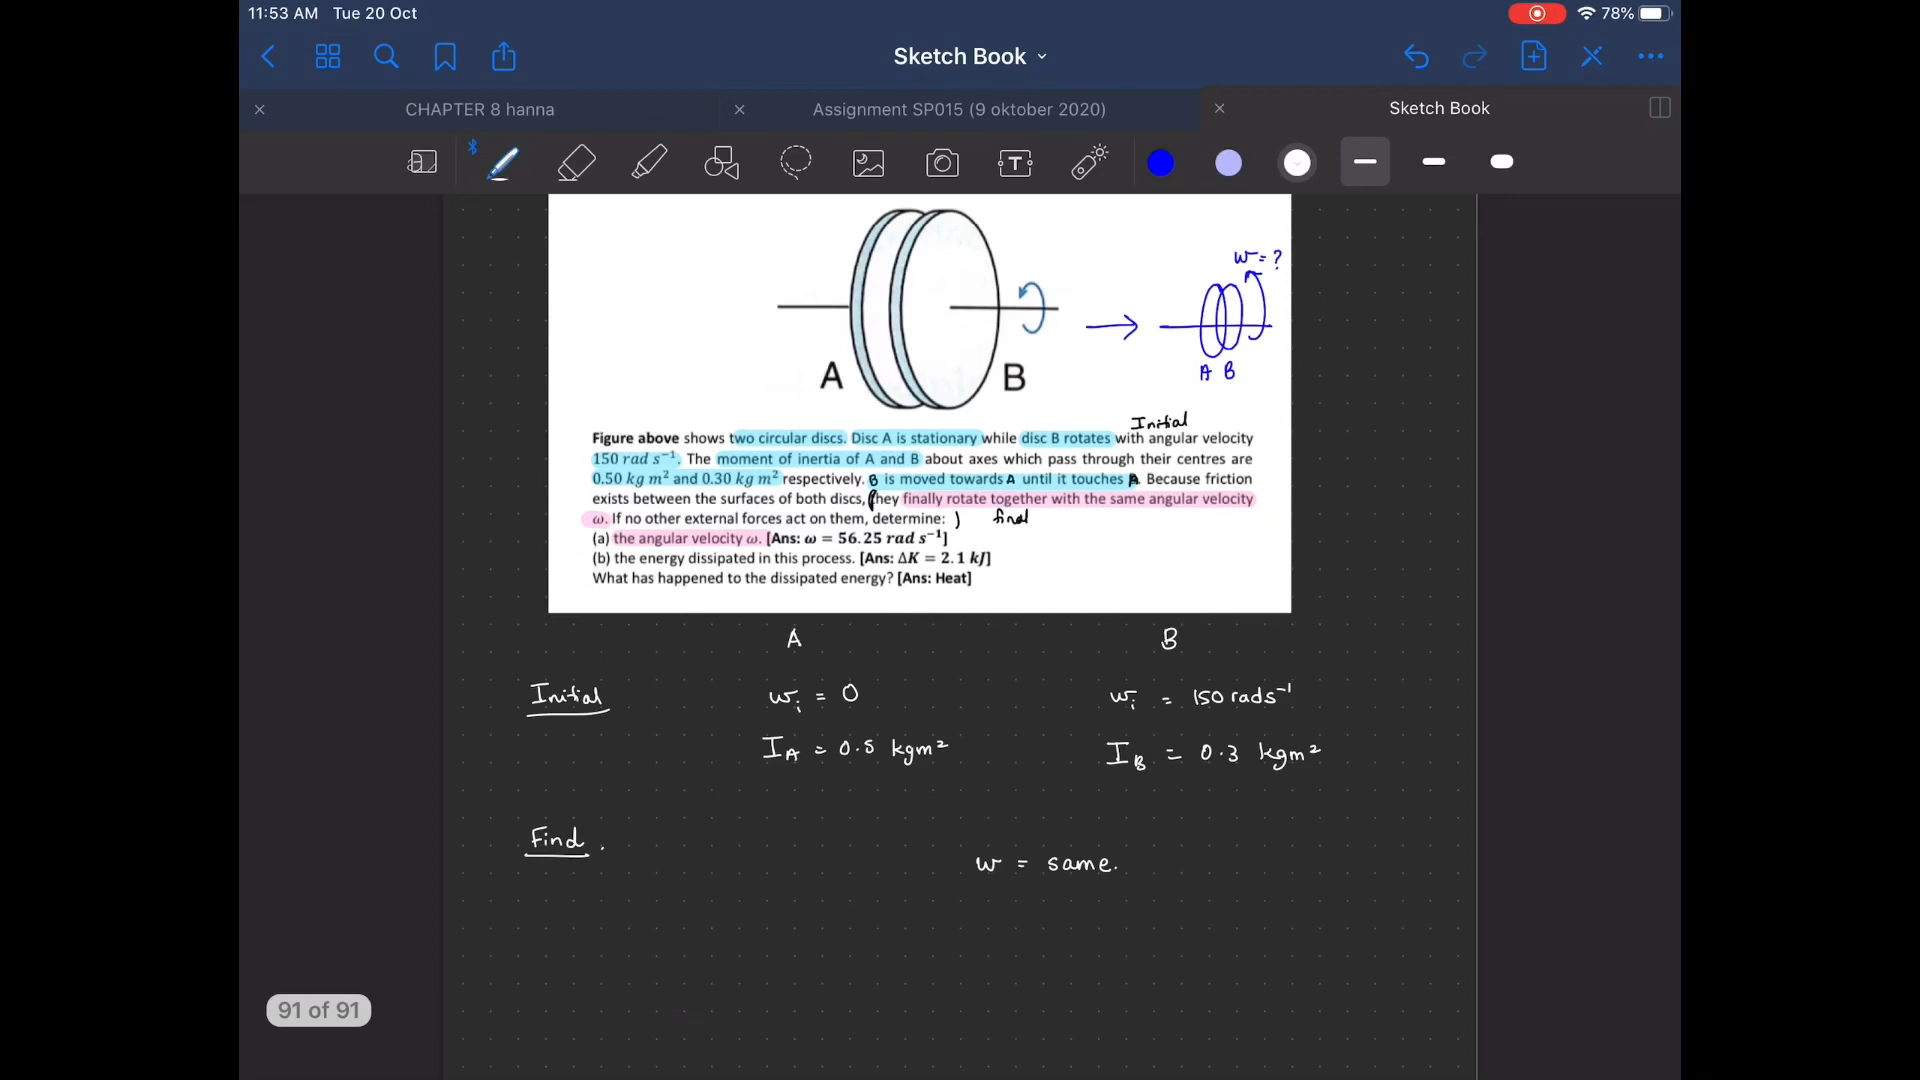 11:53 AM Tue 20 Oct
78%
Sketch Book
CHAPTER 8 hanna
Assignment SP015 (9 oktober 2020)
Sketch Book
T
w = ?
A
B
A B
Initial
Figure above shows two circular discs. Disc A is stationary while disc B rotates with angular velocity
150 rad s⁻¹. The moment of inertia of A and B about axes which pass through their centres are
0.50 kg m² and 0.30 kg m² respectively. B is moved towards A until it touches A. Because friction
exists between the surfaces of both discs, they finally rotate together with the same angular velocity
ω. If no other external forces act on them, determine: final
(a) the angular velocity ω. [Ans: ω = 56.25 rad s⁻¹]
(b) the energy dissipated in this process. [Ans: ΔK = 2.1 kJ]
What has happened to the dissipated energy? [Ans: Heat]
A B
Initial wᵢ = 0 wᵢ = 150 rads⁻¹
I_A = 0.5 kgm² I_B = 0.3 kgm²
Find.
w = same.
91 of 91